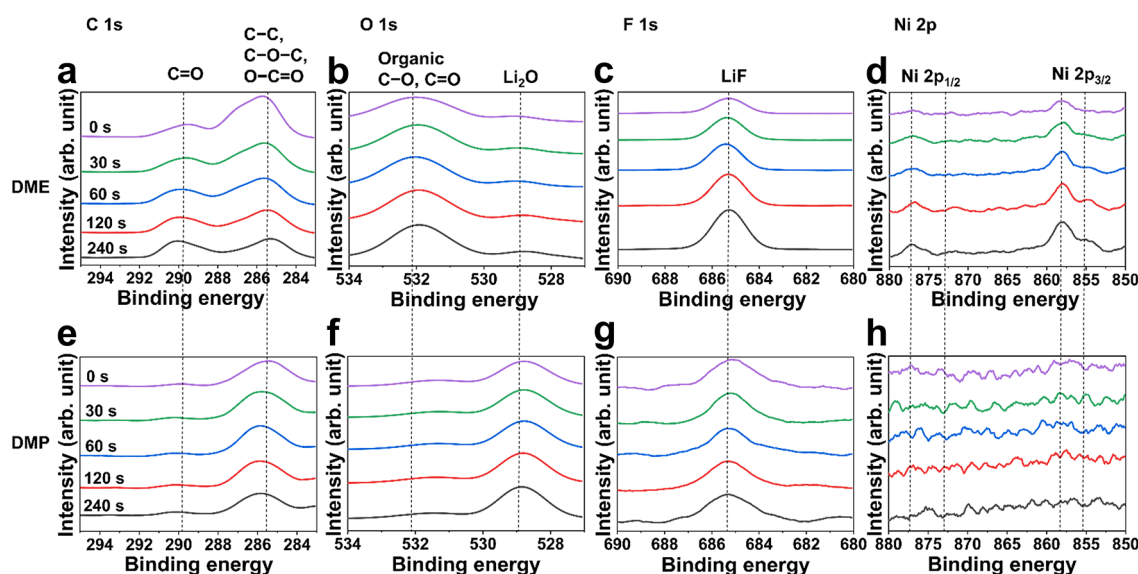 C 1s
O 1s
F 1s
Ni 2p
C−C,
C−O−C,
O−C=O
C=O
Organic
C−O, C=O
Li₂O
LiF
Ni 2p1/2
Ni 2p3/2
a
b
c
d
DME
Intensity (arb. unit)
0 s
30 s
60 s
120 s
240 s
294 292 290 288 286 284
Binding energy
Intensity (arb. unit)
534 532 530 528
Binding energy
Intensity (arb. unit)
690 688 686 684 682 680
Binding energy
Intensity (arb. unit)
880 875 870 865 860 855 850
Binding energy
e
f
g
h
DMP
Intensity (arb. unit)
0 s
30 s
60 s
120 s
240 s
294 292 290 288 286 284
Binding energy
Intensity (arb. unit)
534 532 530 528
Binding energy
Intensity (arb. unit)
690 688 686 684 682 680
Binding energy
Intensity (arb. unit)
880 875 870 865 860 855 850
Binding energy